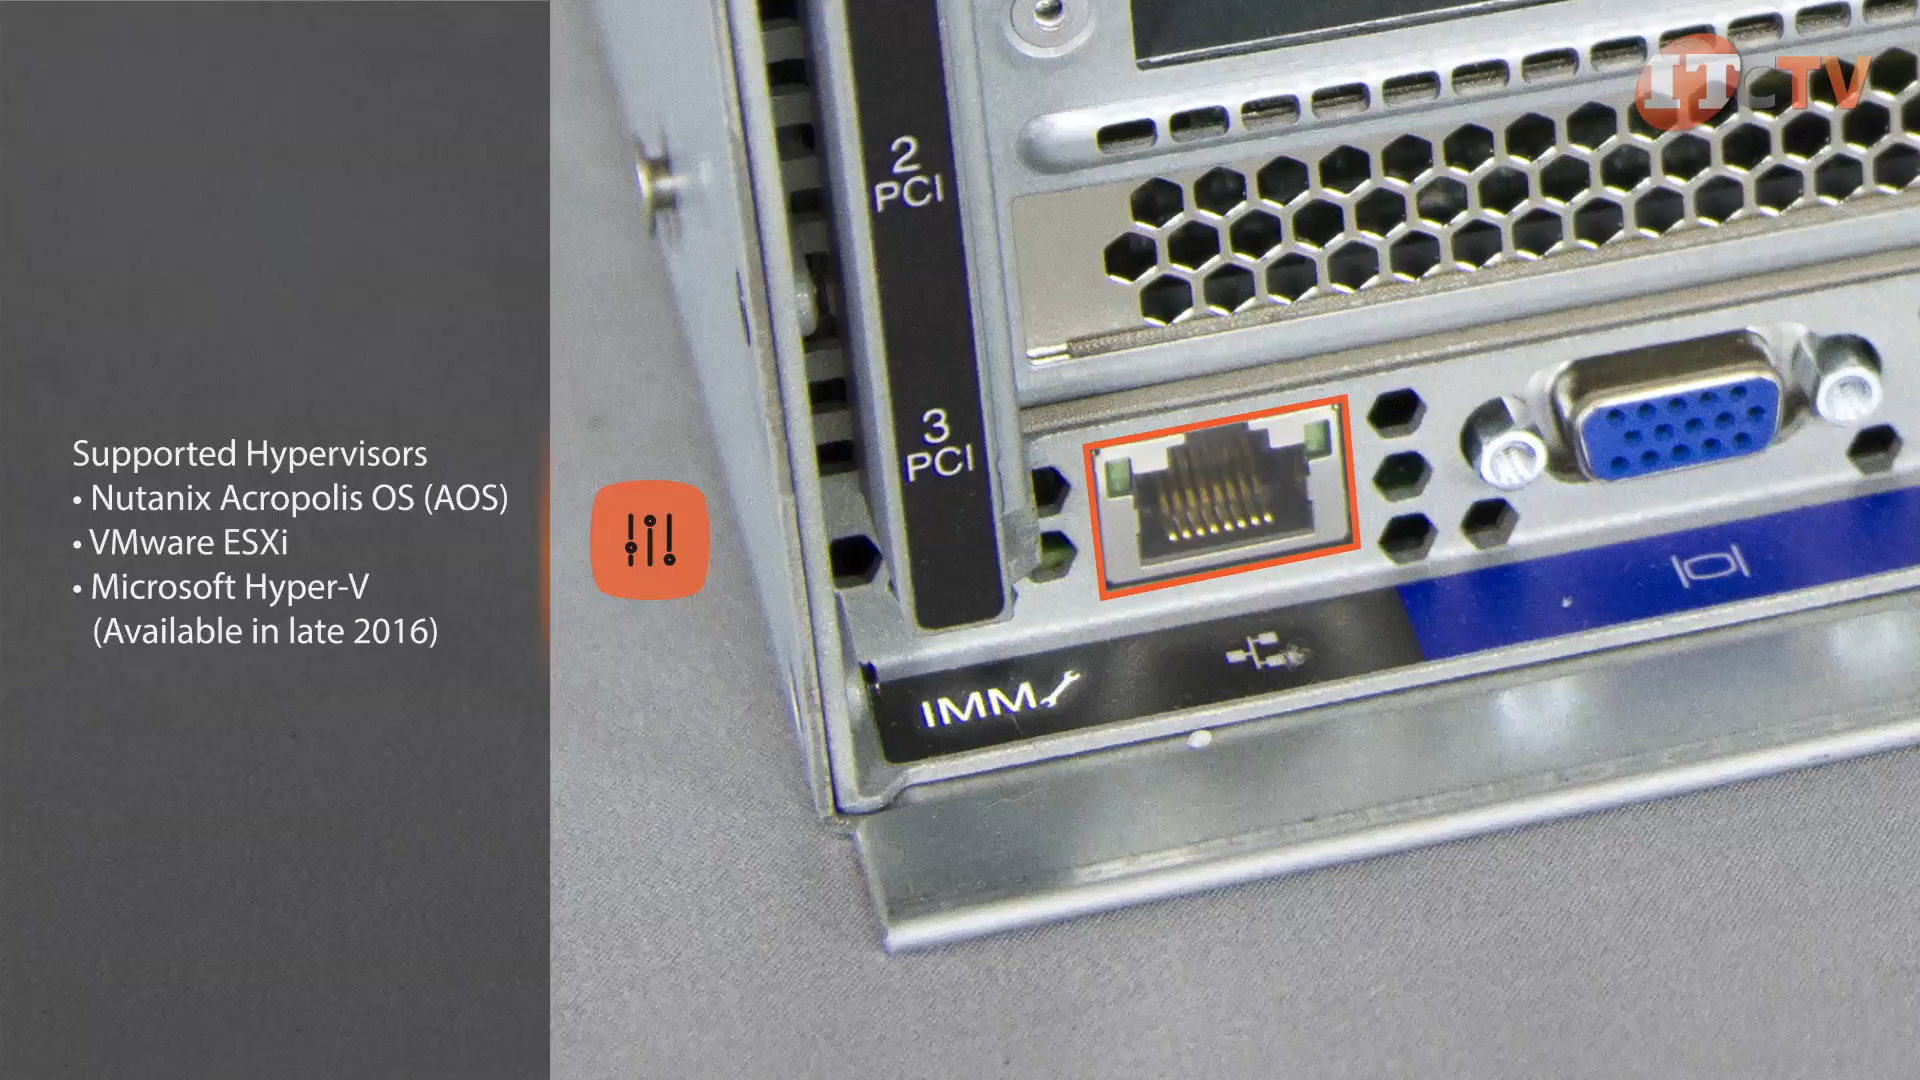 Supported Hypervisors
• Nutanix Acropolis OS (AOS)
• VMware ESXi
• Microsoft Hyper-V
(Available in late 2016)
ITcTV
2
PCI
3
PCI
IMM